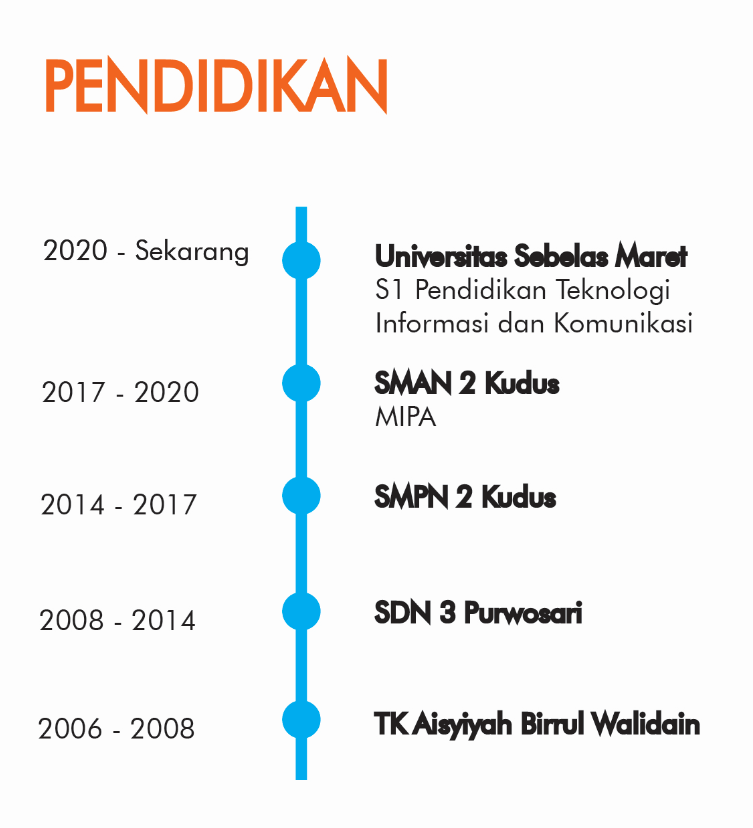 PENDIDIKAN
2020 - Sekarang
Universitas Sebelas Maret
S1 Pendidikan Teknologi
Informasi dan Komunikasi
2017 - 2020
SMAN 2 Kudus
MIPA
2014 - 2017
SMPN 2 Kudus
2008 - 2014
SDN 3 Purwosari
2006 - 2008
TK Aisyiyah Birrul Walidain